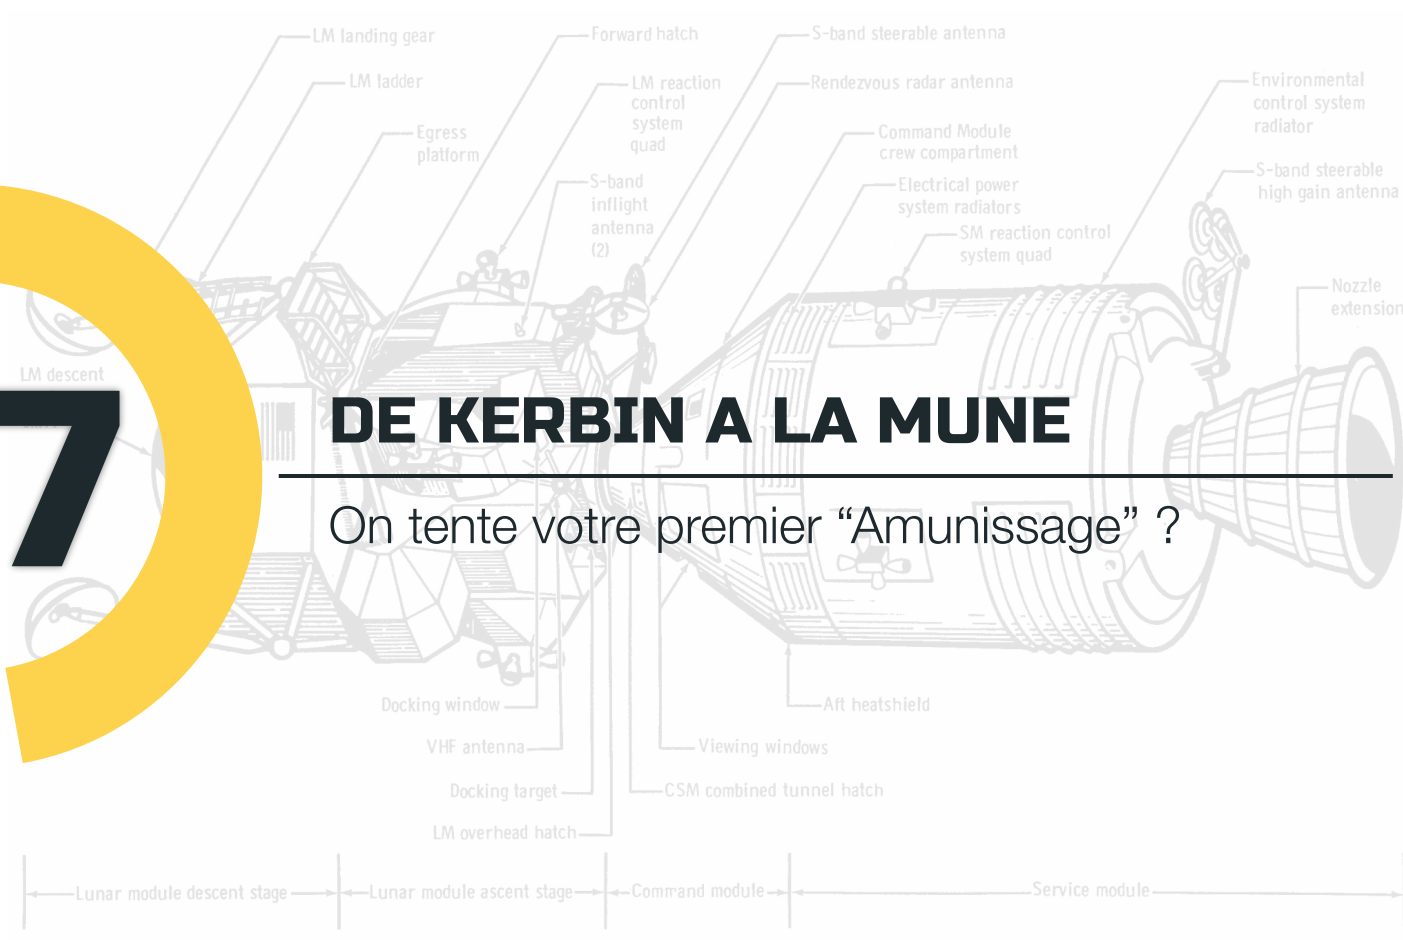 LM landing gear
Forward hatch
S-band steerable antenna
LM ladder
LM reaction
control
system
quad
Rendezvous radar antenna
Environmental
control system
radiator
Egress
platform
Command Module
crew compartment
S-band
inflight
antenna
(2)
Electrical power
system radiators
S-band steerable
high gain antenna
SM reaction control
system quad
Nozzle
extension
LM descent
7
DE KERBIN A LA MUNE
On tente votre premier “Amunissage” ?
Docking window
Aft heatshield
VHF antenna
Viewing windows
Docking target
CSM combined tunnel hatch
LM overhead hatch
Lunar module descent stage
Lunar module ascent stage
Command module
Service module